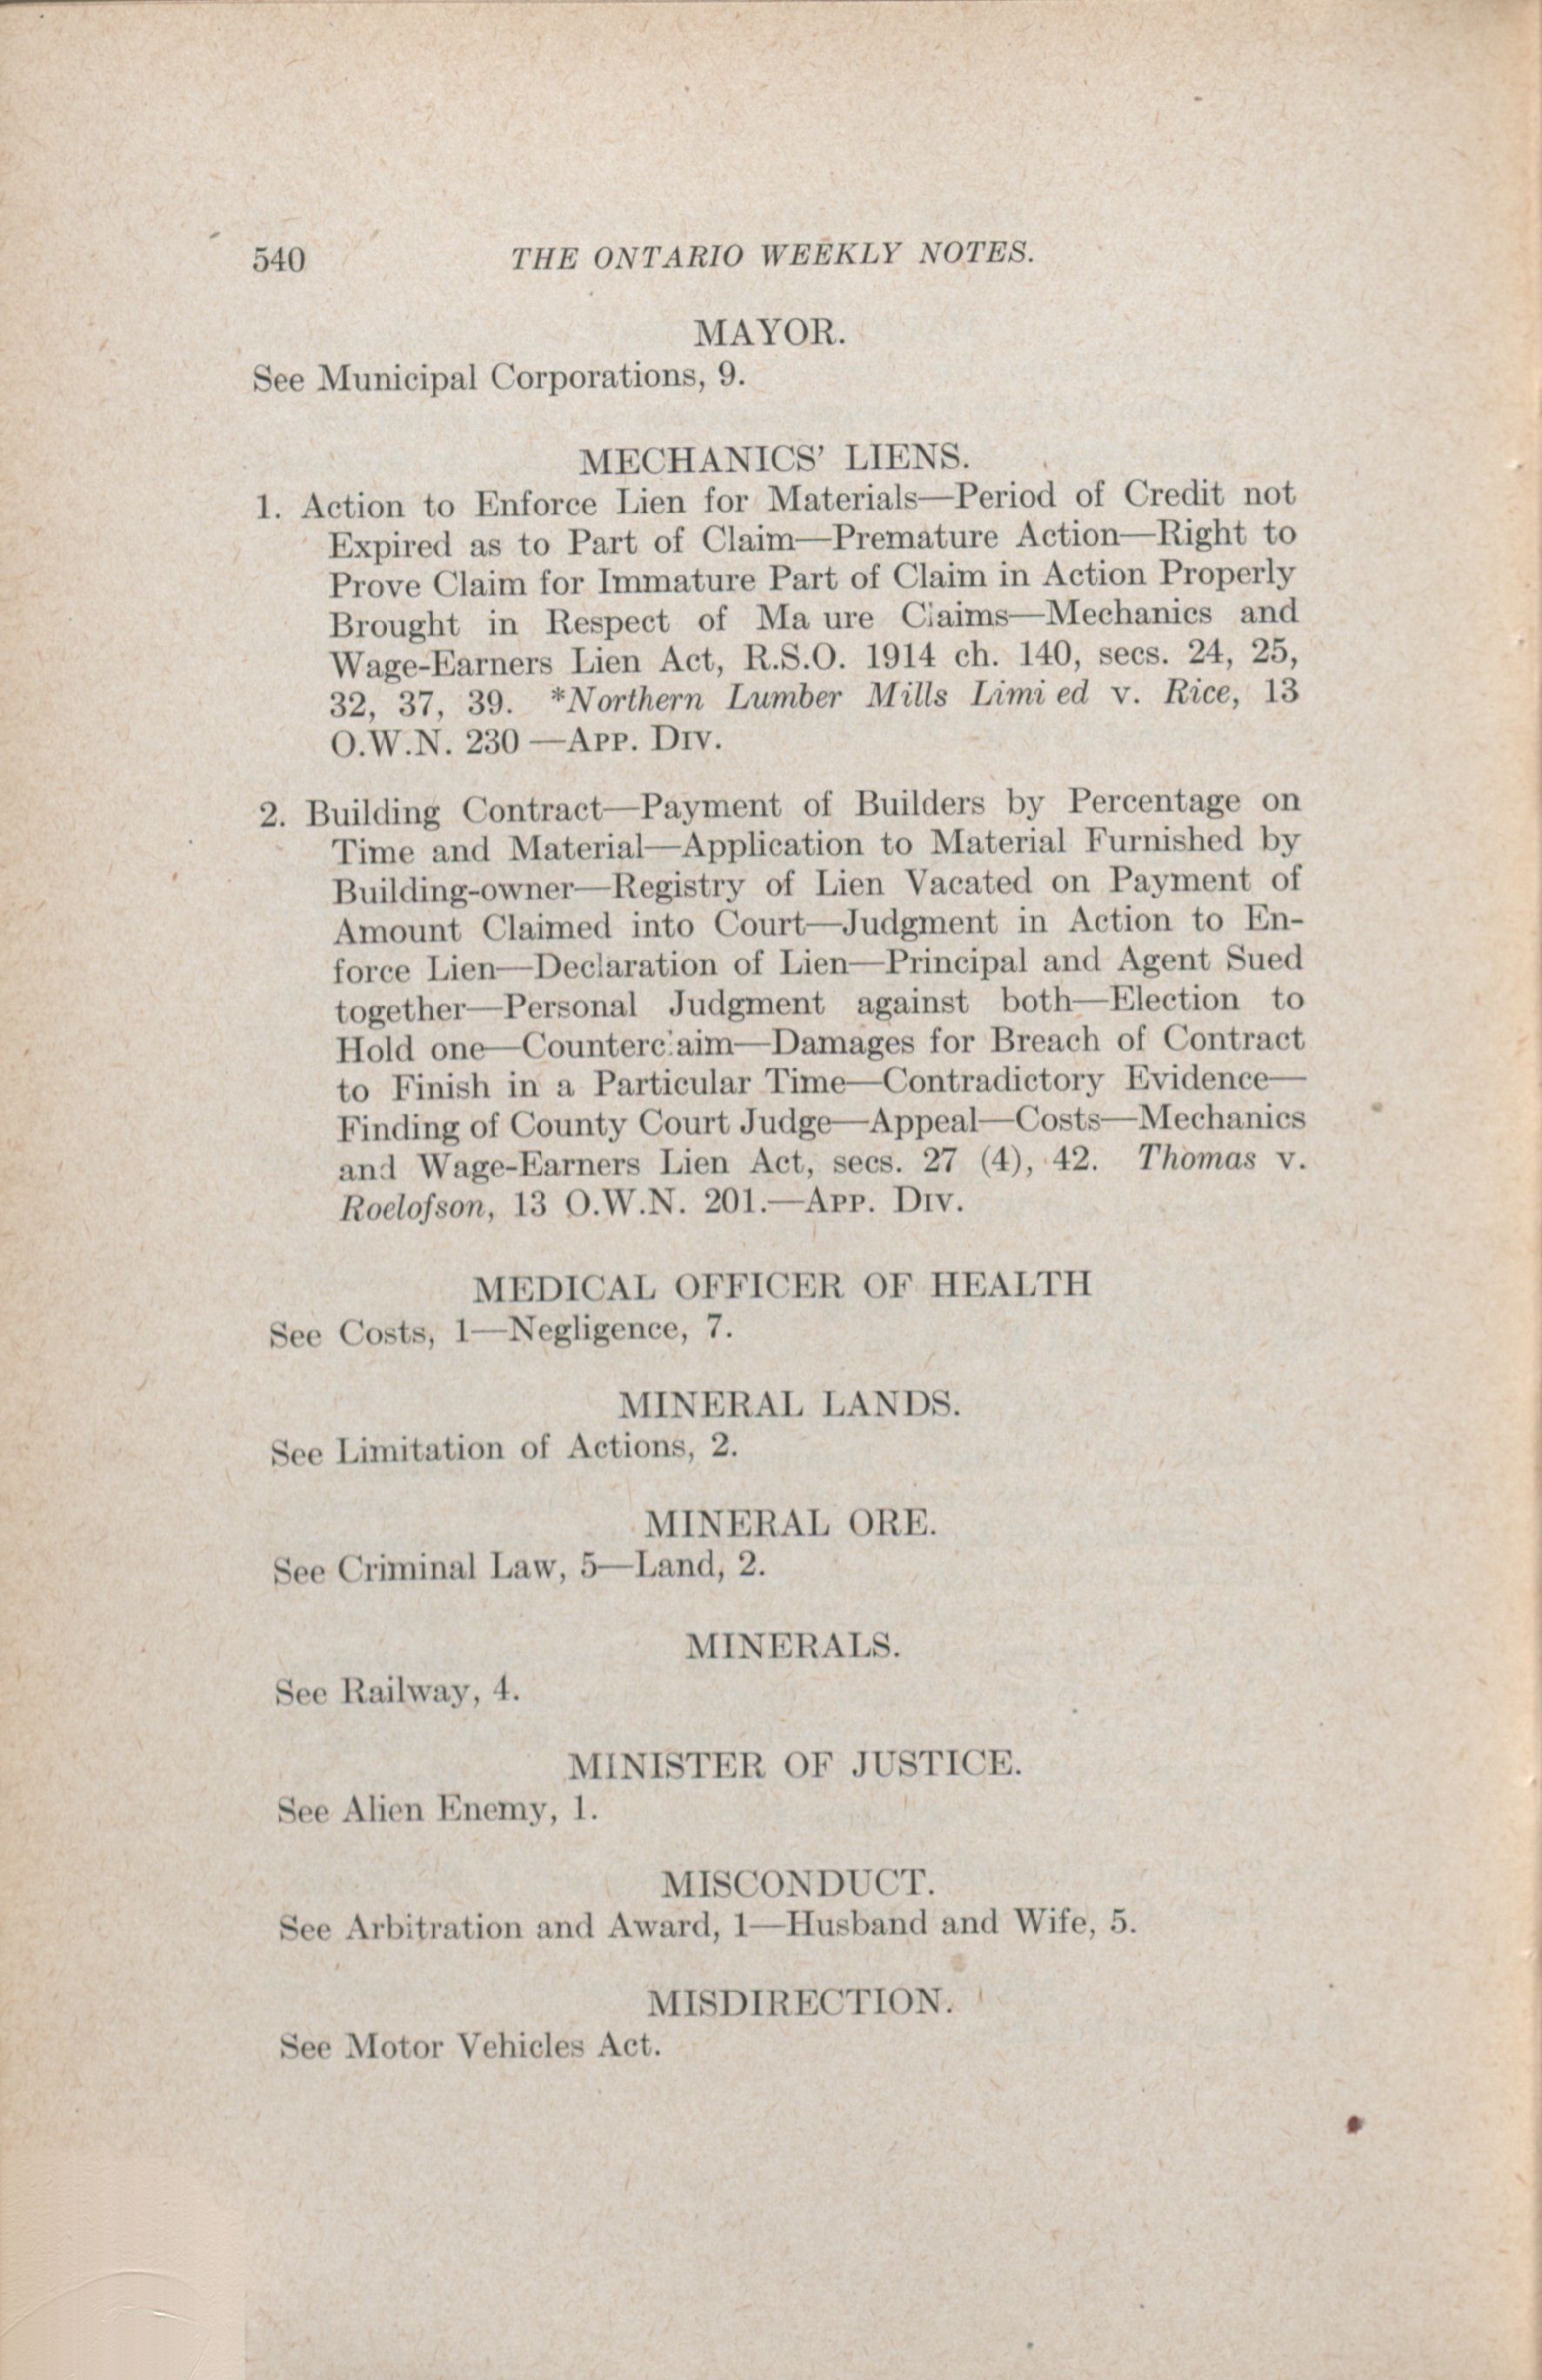 540 THE ONTARIO WEEKLY NOTES.
MAYOR.
See Municipal Corporations, 9.
MECHANICS' LIENS.
1. Action to Enforce Lien for Materials—Period of Credit not
Expired as to Part of Claim—Premature Action—Right to
Prove Claim for Immature Part of Claim in Action Properly
Brought in Respect of Ma ure Claims—Mechanics and
Wage-Earners Lien Act, R.S.O. 1914 ch. 140, secs. 24, 25,
32, 37, 39. *Northern Lumber Mills Limi ed v. Rice, 13
O.W.N. 230 —App. Div.
2. Building Contract—Payment of Builders by Percentage on
Time and Material—Application to Material Furnished by
Building-owner—Registry of Lien Vacated on Payment of
Amount Claimed into Court—Judgment in Action to En-
force Lien—Declaration of Lien—Principal and Agent Sued
together—Personal Judgment against both—Election to
Hold one—Counterclaim—Damages for Breach of Contract
to Finish in a Particular Time—Contradictory Evidence—
Finding of County Court Judge—Appeal—Costs—Mechanics
and Wage-Earners Lien Act, secs. 27 (4), 42. Thomas v.
Roelofson, 13 O.W.N. 201.—App. Div.
MEDICAL OFFICER OF HEALTH
See Costs, 1—Negligence, 7.
MINERAL LANDS.
See Limitation of Actions, 2.
MINERAL ORE.
See Criminal Law, 5—Land, 2.
MINERALS.
See Railway, 4.
MINISTER OF JUSTICE.
See Alien Enemy, 1.
MISCONDUCT.
See Arbitration and Award, 1—Husband and Wife, 5.
MISDIRECTION.
See Motor Vehicles Act.